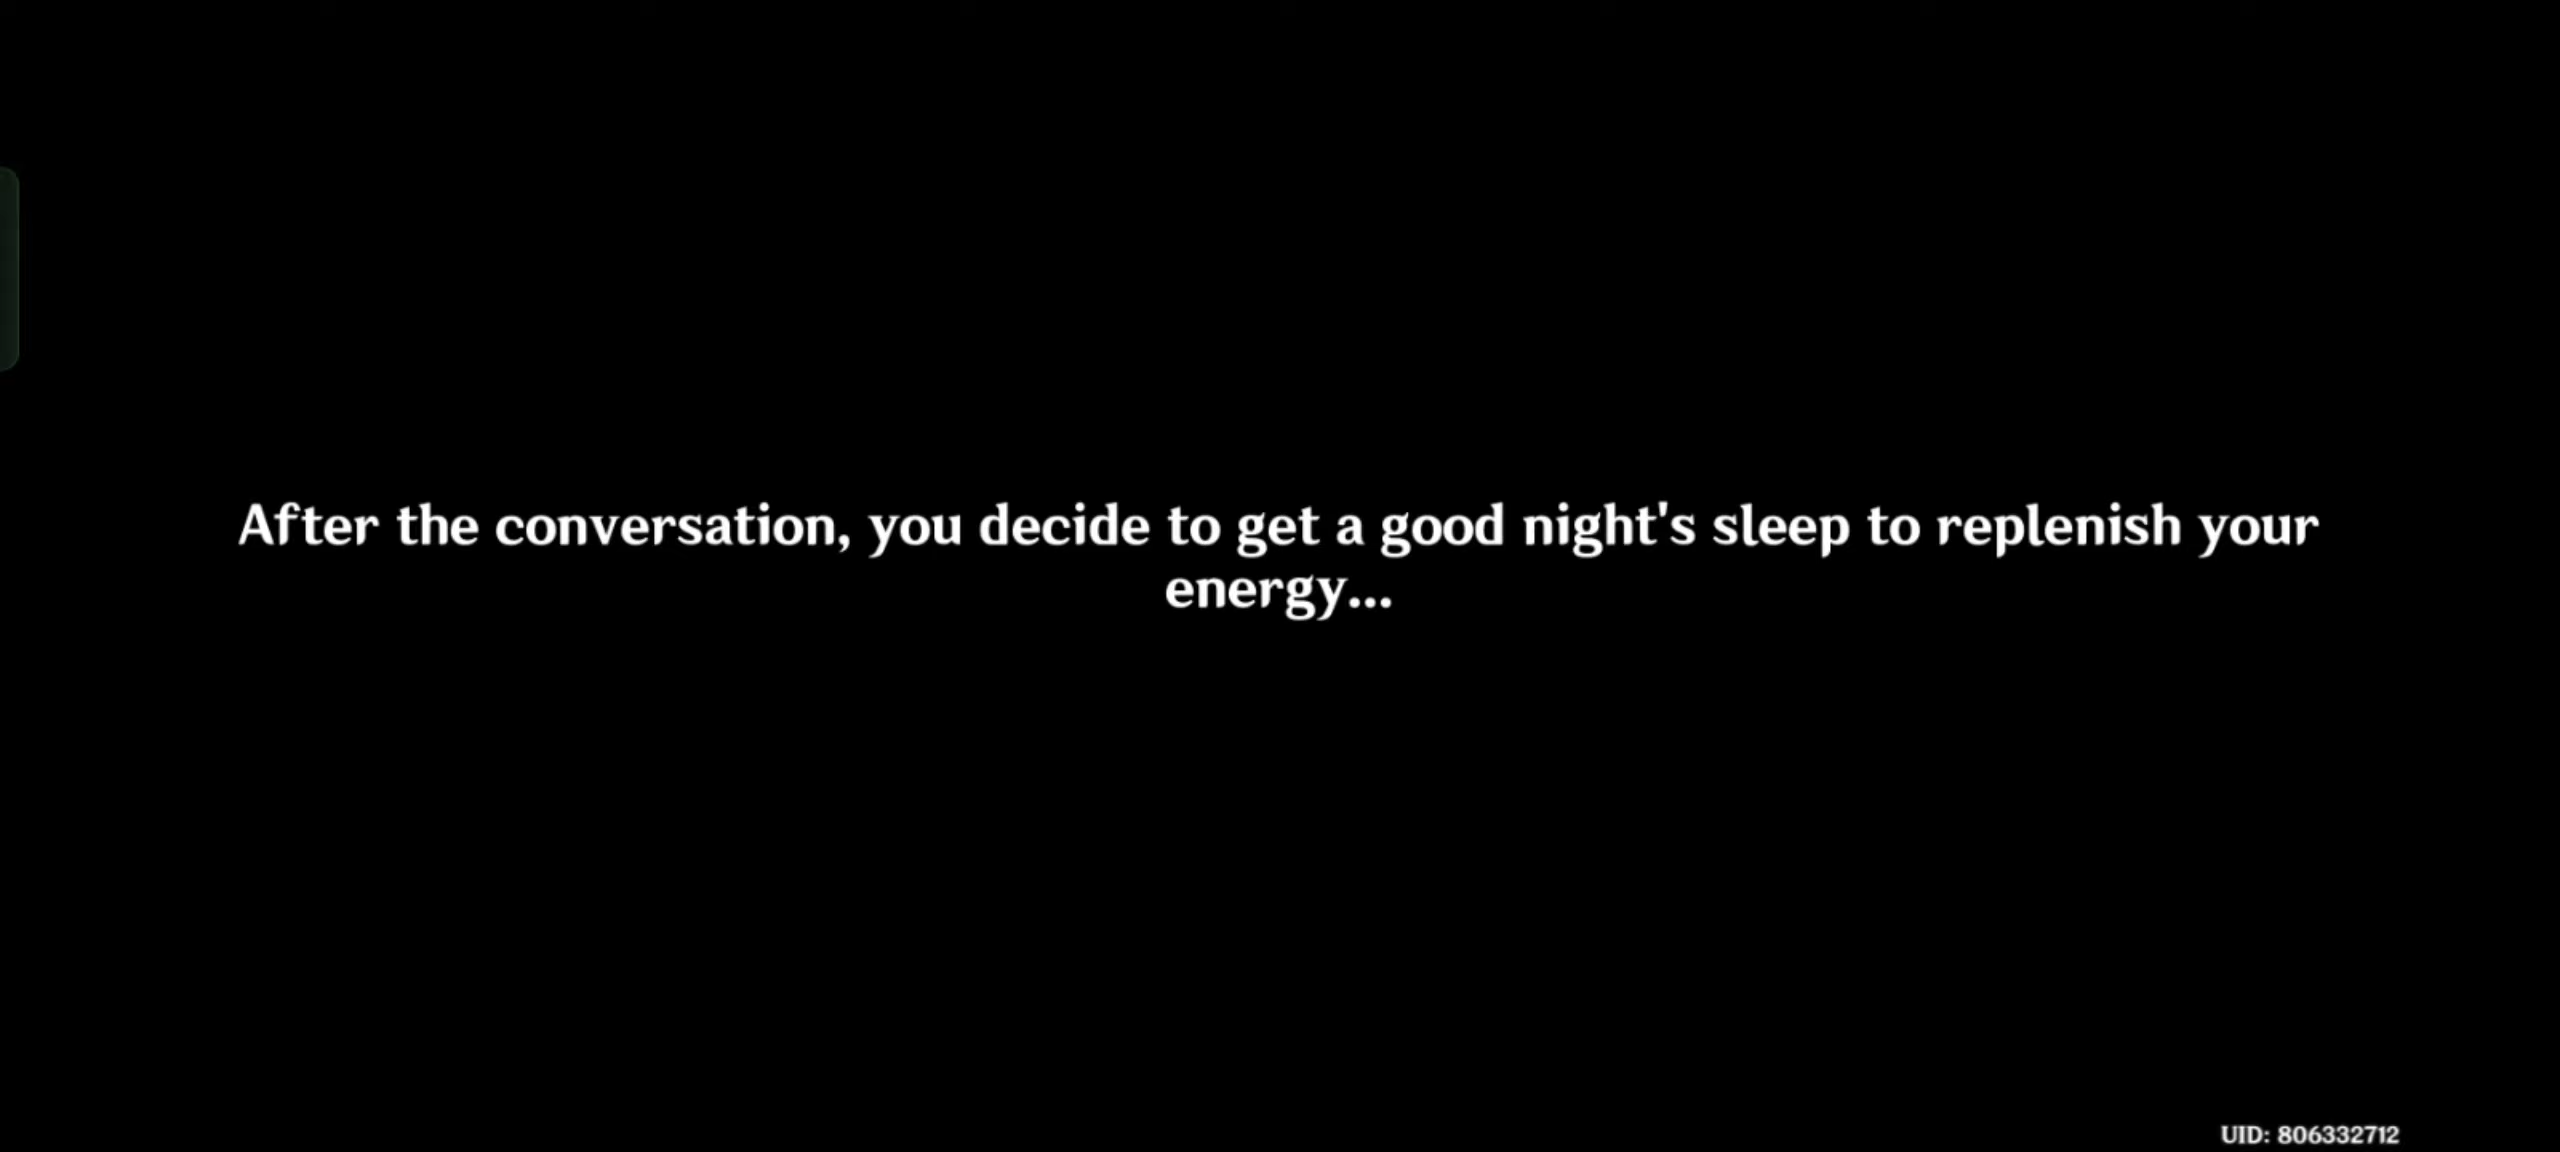 After the conversation, you decide to get a good night's sleep to replenish your
energy...
UID: 806332712